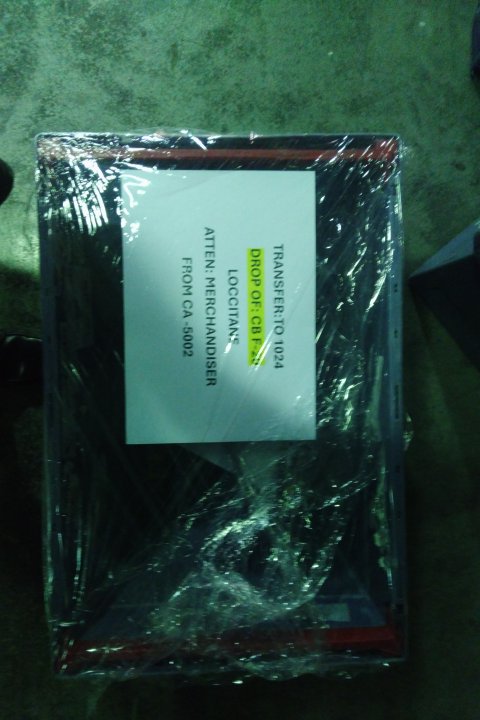 TRANSFER:TO 1024
DROP OF: CB F-
LOCCITANE
ATTEN: MERCHANDISER
FROM CA -5002